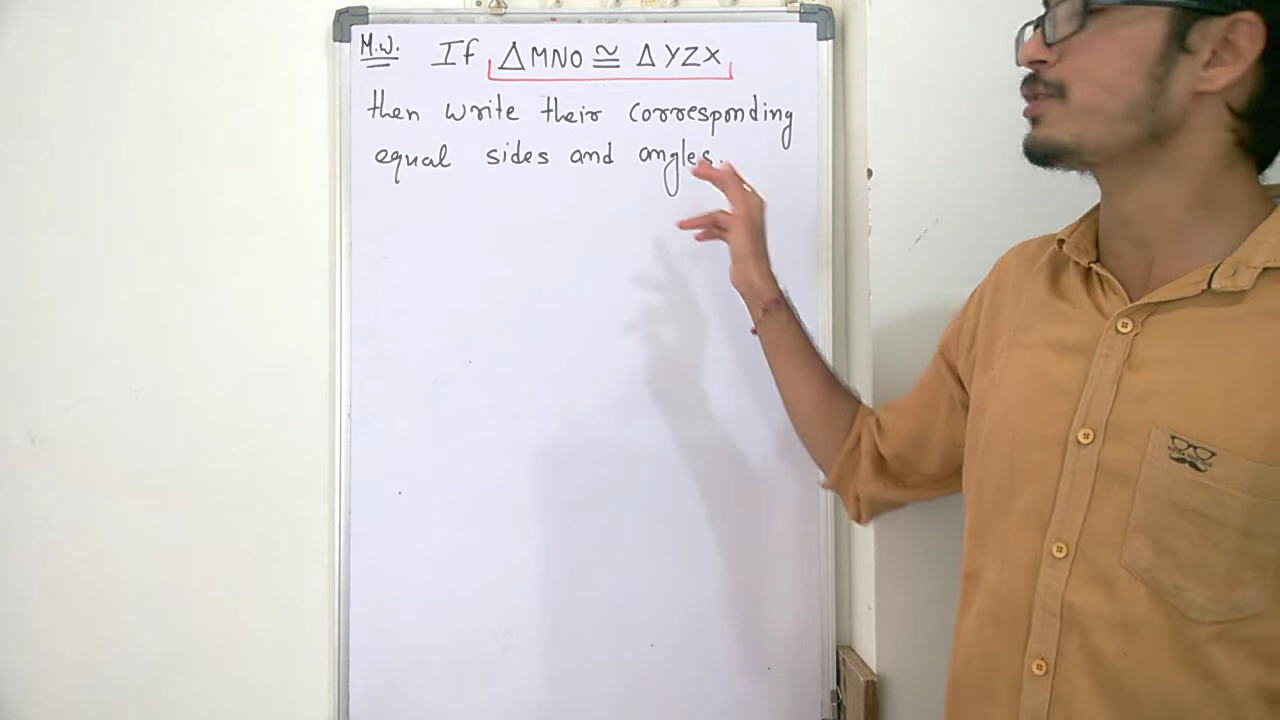 M.W. If △MNO ≅ △YZX,
then write their corresponding
equal sides and angles.